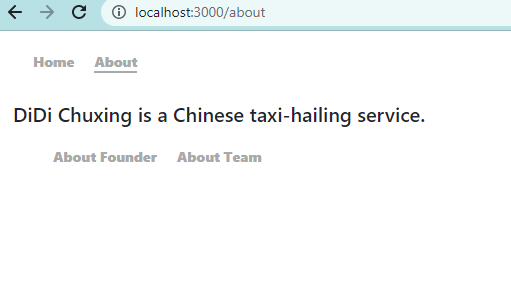 localhost:3000/about
Home About
DiDi Chuxing is a Chinese taxi-hailing service.
About Founder About Team